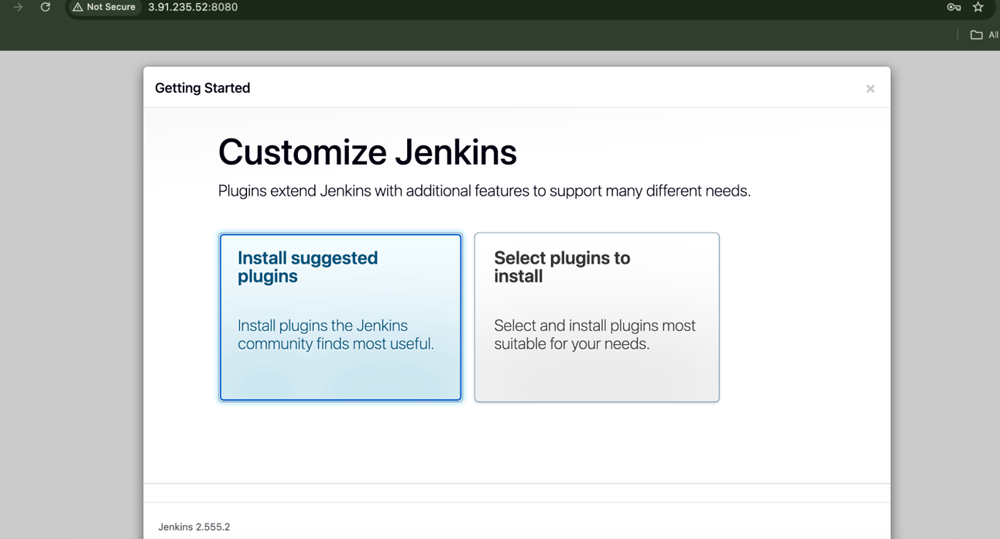 Not Secure 3.91.235.52:8080
All
Getting Started
×
Customize Jenkins
Plugins extend Jenkins with additional features to support many different needs.
Install suggested
plugins
Install plugins the Jenkins
community finds most useful.
Select plugins to
install
Select and install plugins most
suitable for your needs.
Jenkins 2.555.2